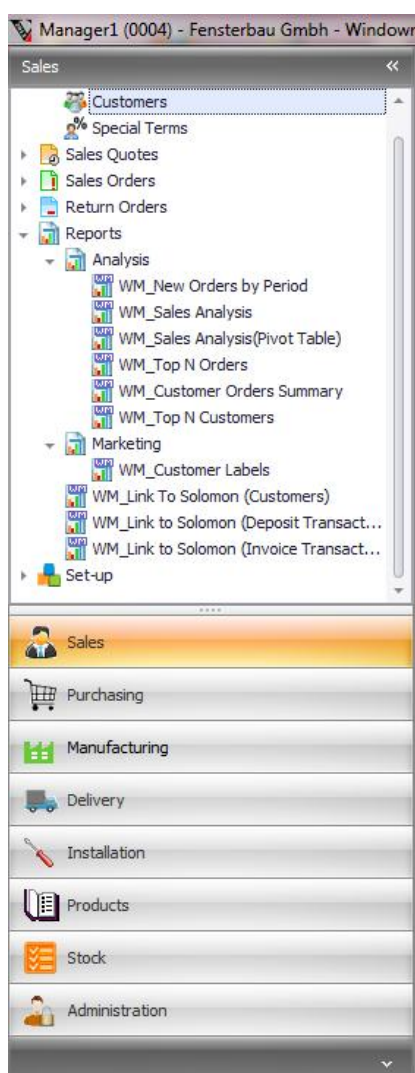 Manager1 (0004) - Fensterbau Gmbh - Window
Sales
Customers
Special Terms
Sales Quotes
Sales Orders
Return Orders
Reports
Analysis
WM_New Orders by Period
WM_Sales Analysis
WM_Sales Analysis(Pivot Table)
WM_Top N Orders
WM_Customer Orders Summary
WM_Top N Customers
Marketing
WM_Customer Labels
WM_Link To Solomon (Customers)
WM_Link to Solomon (Deposit Transact...
WM_Link to Solomon (Invoice Transact...
Set-up
Sales
Purchasing
Manufacturing
Delivery
Installation
Products
Stock
Administration